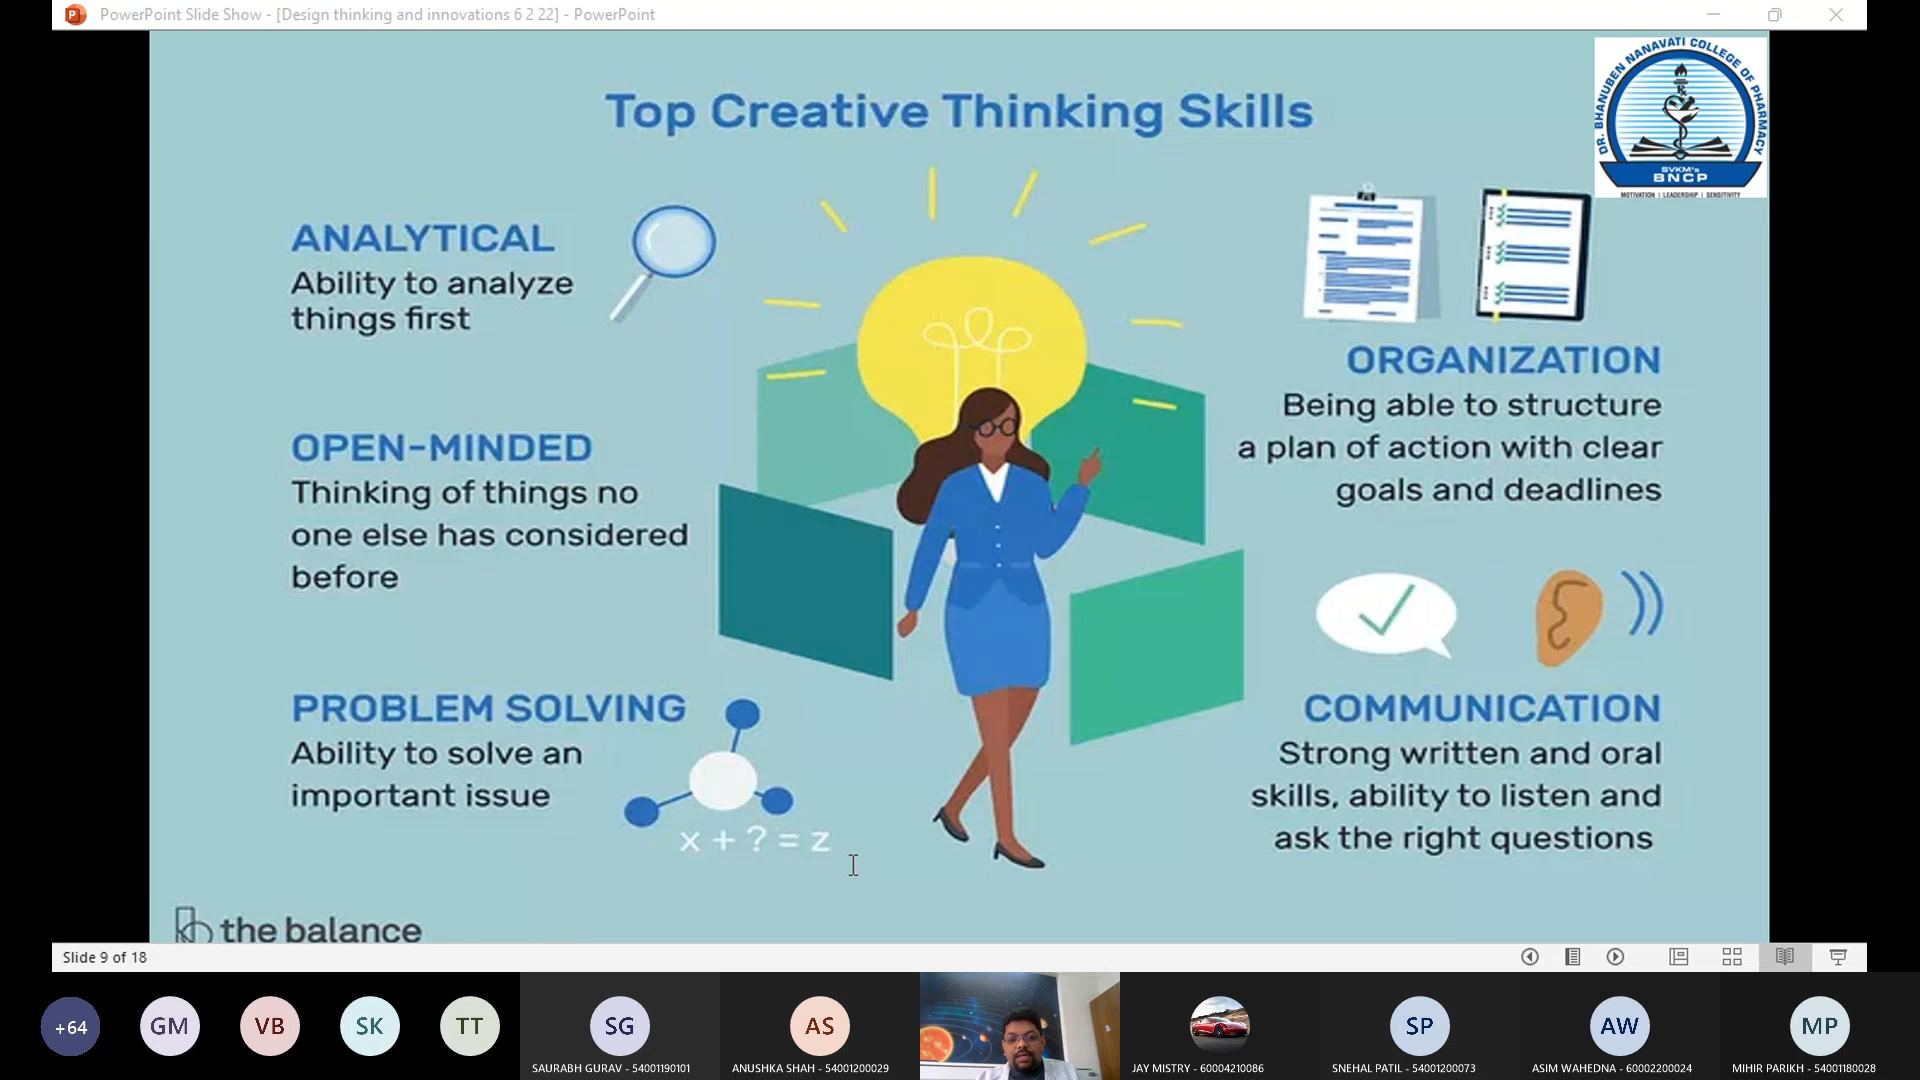 PowerPoint Slide Show - [Design thinking and innovations 6 2 22] - PowerPoint
Top Creative Thinking Skills
DR. BHANUBEN NANAVATI COLLEGE OF PHARMACY
SVKM's
BNCP
MOTIVATION | LEADERSHIP | SENSITIVITY
ANALYTICAL
Ability to analyze
things first
OPEN-MINDED
Thinking of things no
one else has considered
before
PROBLEM SOLVING
Ability to solve an
important issue
x + ? = z
ORGANIZATION
Being able to structure
a plan of action with clear
goals and deadlines
COMMUNICATION
Strong written and oral
skills, ability to listen and
ask the right questions
the balance
Slide 9 of 18
+64
GM
VB
SK
TT
SG
SAURABH GURAV - 54001190101
AS
ANUSHKA SHAH - 54001200029
JAY MISTRY - 60004210086
SP
SNEHAL PATIL - 54001200073
AW
ASIM WAHEDNA - 60002200024
MP
MIHIR PARIKH - 54001180028